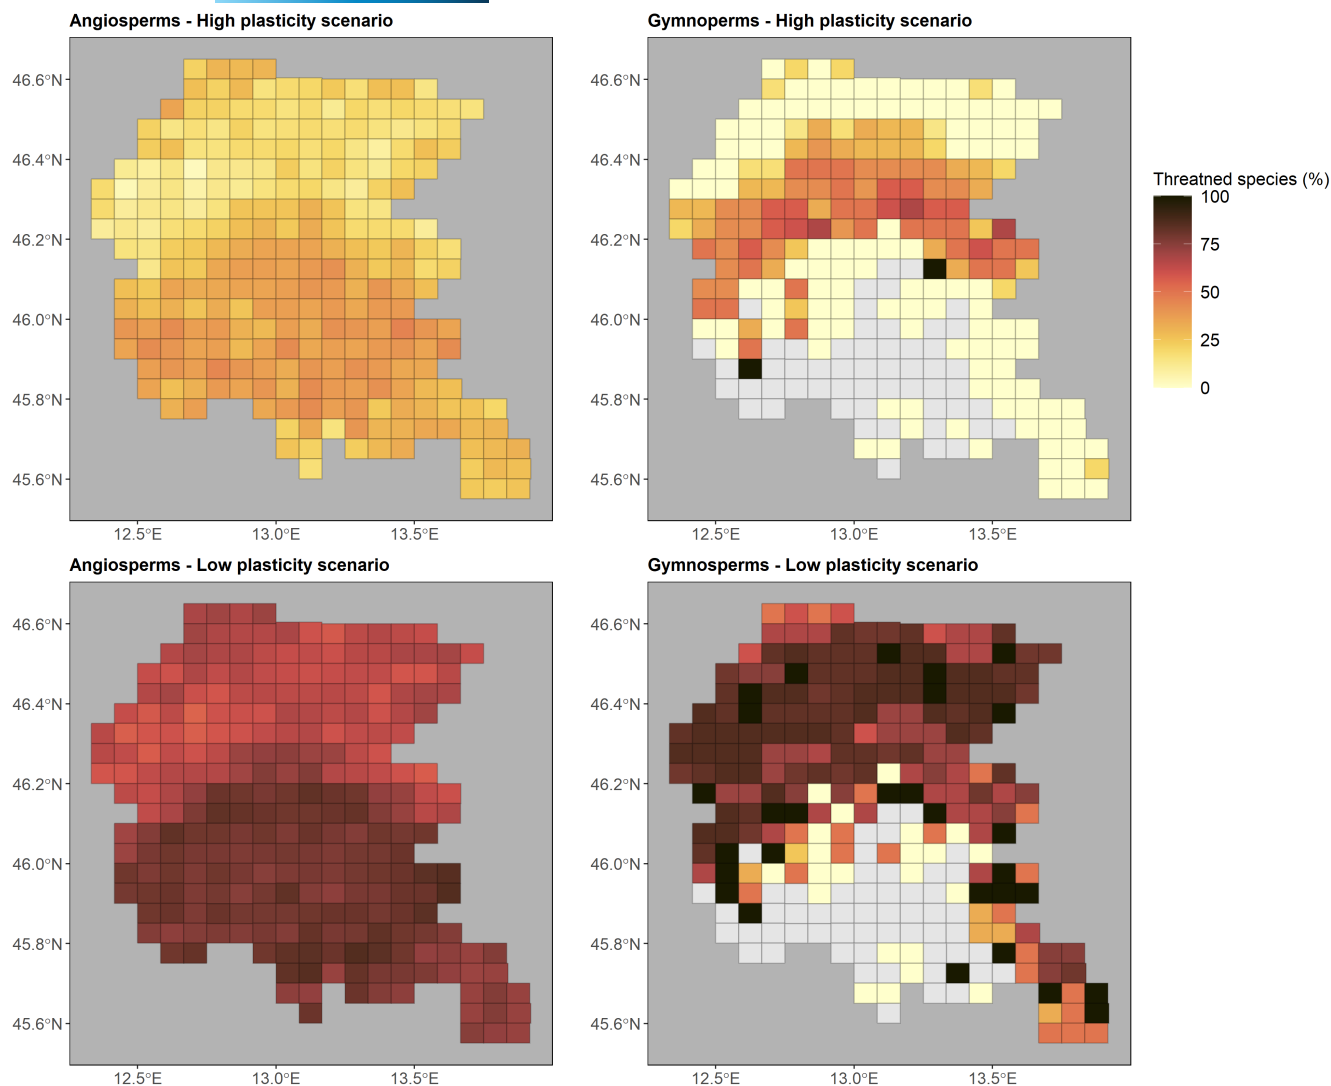 Angiosperms - High plasticity scenario
Gymnoperms - High plasticity scenario
46.6°N
46.4°N
46.2°N
46.0°N
45.8°N
45.6°N
12.5°E
13.0°E
13.5°E
46.6°N
46.4°N
46.2°N
46.0°N
45.8°N
45.6°N
12.5°E
13.0°E
13.5°E
Threatned species (%)
100
75
50
25
0
Angiosperms - Low plasticity scenario
Gymnosperms - Low plasticity scenario
46.6°N
46.4°N
46.2°N
46.0°N
45.8°N
45.6°N
12.5°E
13.0°E
13.5°E
46.6°N
46.4°N
46.2°N
46.0°N
45.8°N
45.6°N
12.5°E
13.0°E
13.5°E